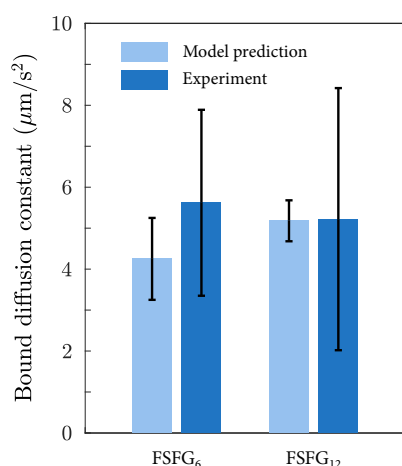 10
8
6
4
2
0
Bound diffusion constant (μm/s²)
Model prediction
Experiment
FSFG₆
FSFG₁₂